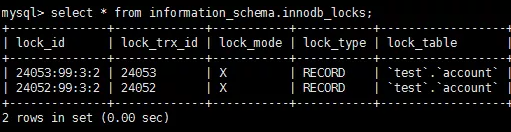 mysql> select * from information_schema.innodb_locks;
+-------------+-------------+-----------+-----------+------------------+
| lock_id | lock_trx_id | lock_mode | lock_type | lock_table |
+-------------+-------------+-----------+-----------+------------------+
| 24053:99:3:2 | 24053 | X | RECORD | `test`.`account` |
| 24052:99:3:2 | 24052 | X | RECORD | `test`.`account` |
+-------------+-------------+-----------+-----------+------------------+
2 rows in set (0.00 sec)